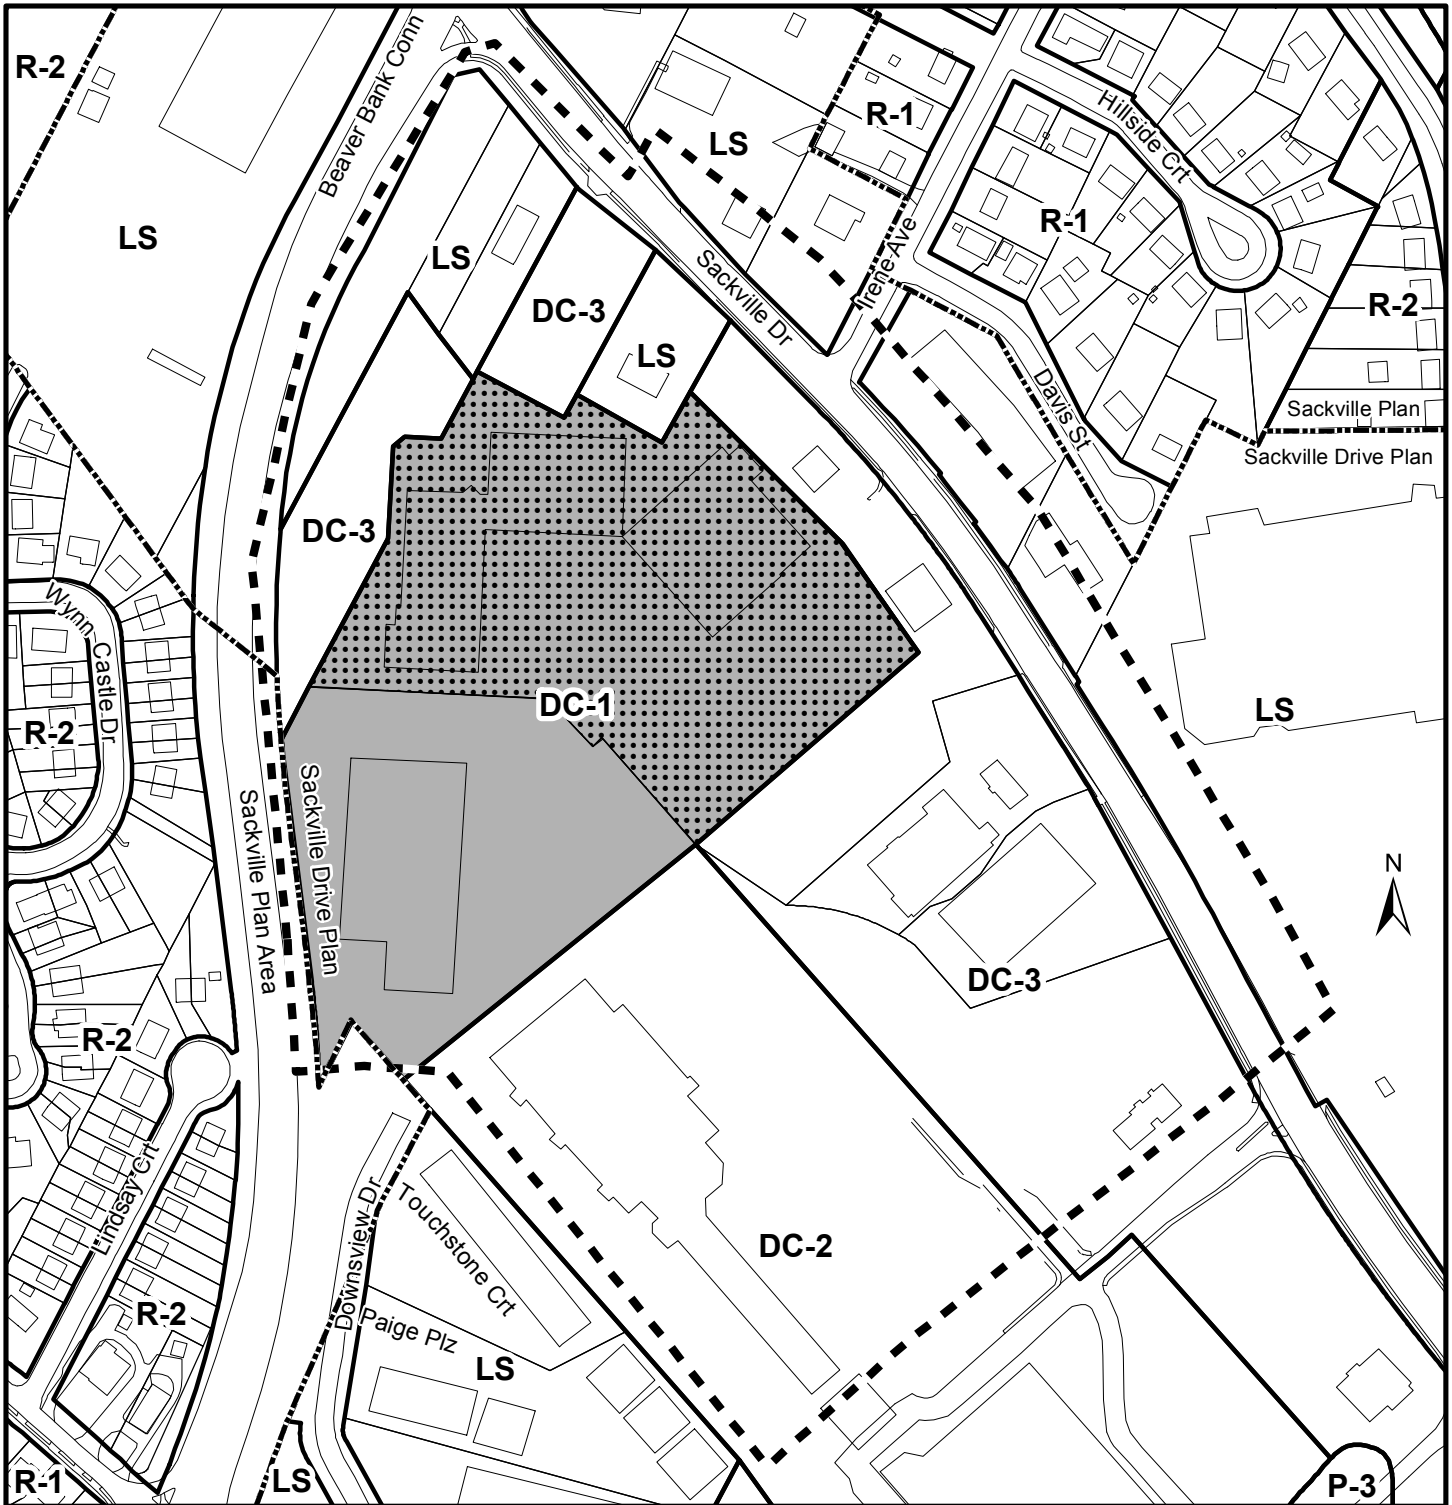 R-2
Beaver Bank Conn
LS
R-1
Hillside Crt
LS
LS
R-1
Irene Ave
Sackville Dr
DC-3
R-2
LS
Davis St
Sackville Plan
Sackville Drive Plan
DC-3
Wynn Castle Dr
R-2
DC-1
LS
Sackville Plan Area
Sackville Drive Plan
N
DC-3
R-2
Lindsay Crt
Downsview Dr
Touchstone Crt
DC-2
R-2
Paige Plz
LS
R-1
LS
P-3